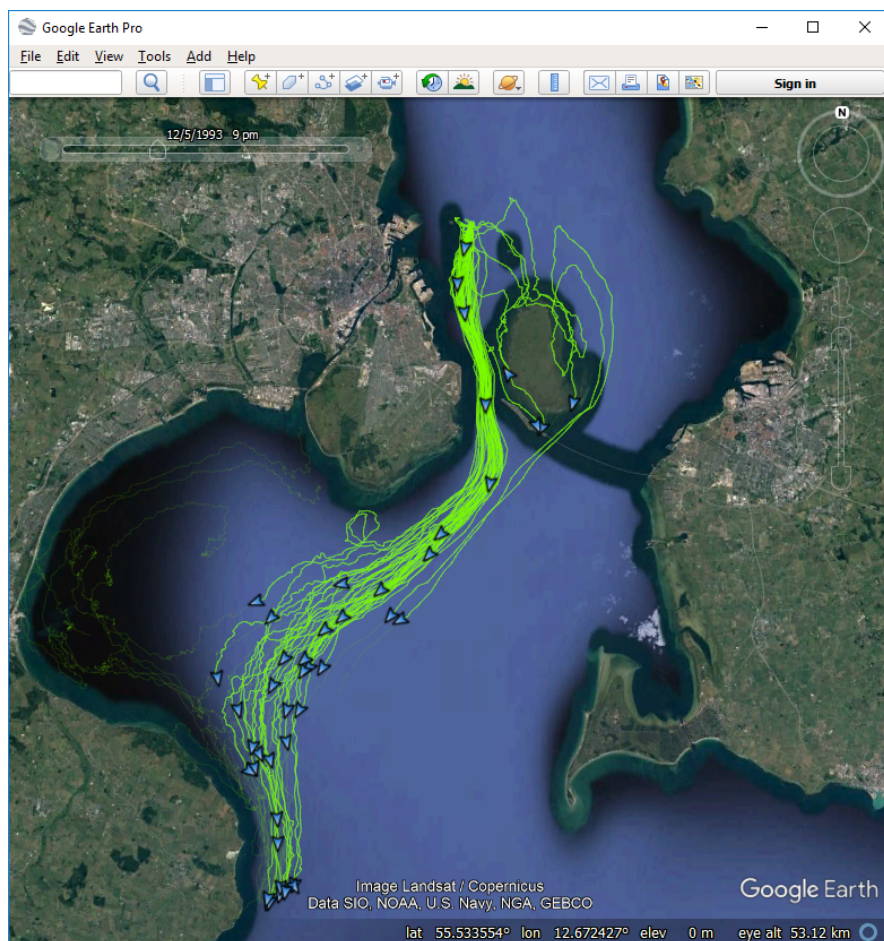 Google Earth Pro
File Edit View Tools Add Help
Sign in
12/5/1993 9 pm
N
Image Landsat / Copernicus
Data SIO, NOAA, U.S. Navy, NGA, GEBCO
Google Earth
lat 55.533554° lon 12.672427° elev 0 m eye alt 53.12 km